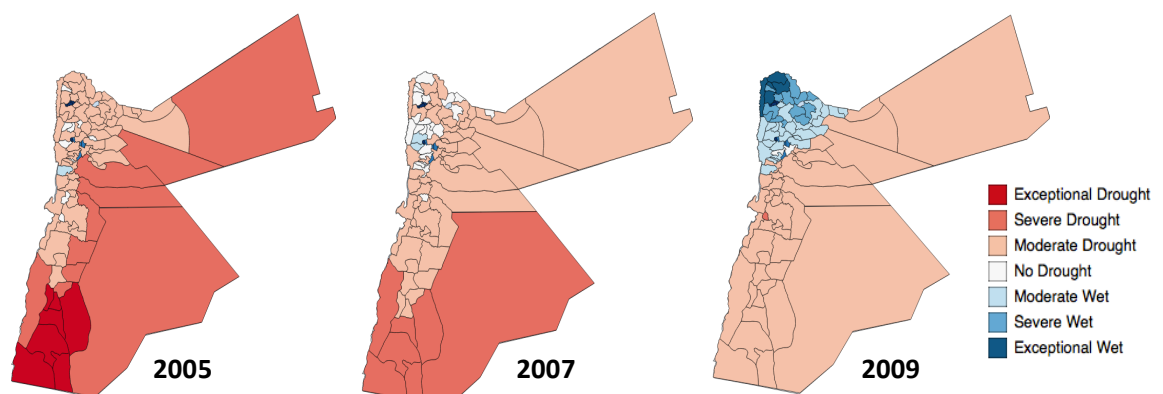 Exceptional Drought
Severe Drought
Moderate Drought
No Drought
Moderate Wet
Severe Wet
Exceptional Wet
2005
2007
2009